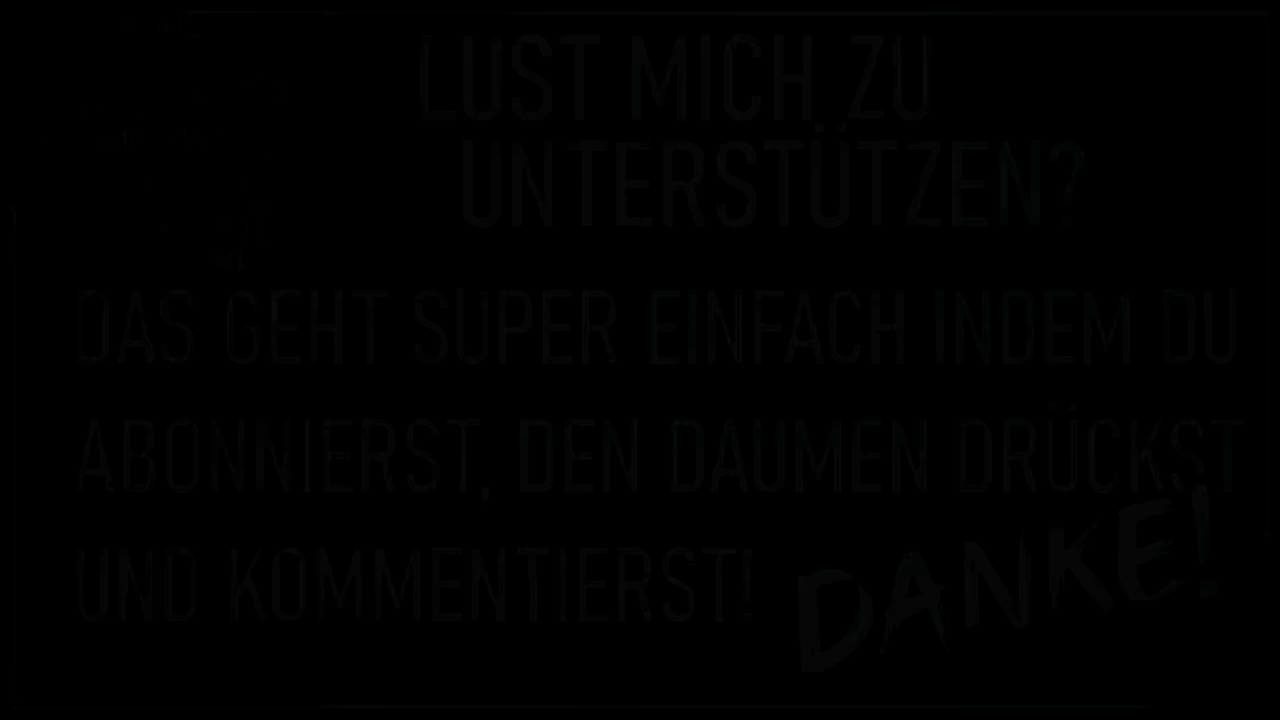 LUST MICH ZU
UNTERSTÜTZEN?
DAS GEHT SUPER EINFACH INDEM DU
ABONNIERST, DEN DAUMEN DRÜCKST
UND KOMMENTIERST!
DANKE!